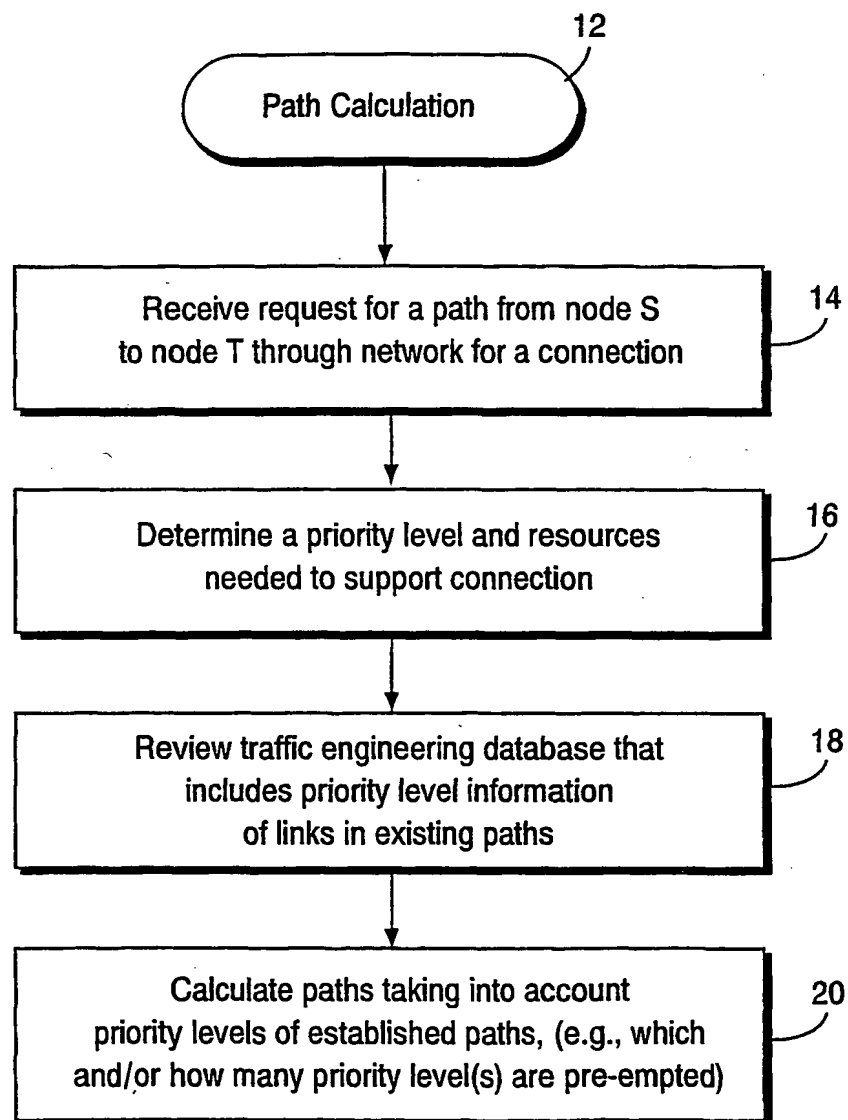 12
Path Calculation
Receive request for a path from node S
to node T through network for a connection
14
Determine a priority level and resources
needed to support connection
16
Review traffic engineering database that
includes priority level information
of links in existing paths
18
Calculate paths taking into account
priority levels of established paths, (e.g., which
and/or how many priority level(s) are pre-empted)
20